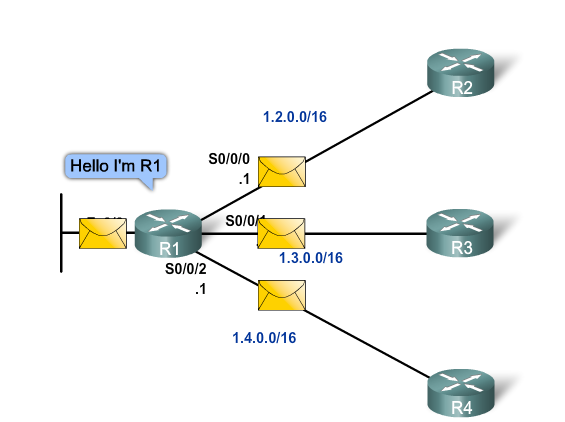 R2
1.2.0.0/16
Hello I'm R1
S0/0/0
.1
S0/0/1
R1
R3
1.3.0.0/16
S0/0/2
.1
1.4.0.0/16
R4